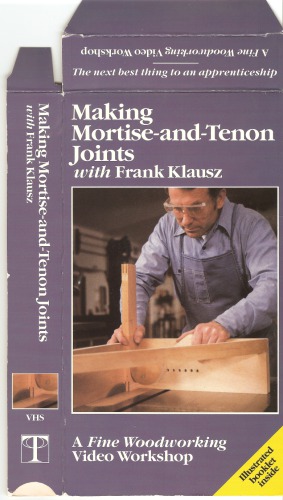 A Fine Woodworking Video Workshop
The next best thing to an apprenticeship
Making
Mortise-and-Tenon
Joints
with Frank Klausz
Making Mortise-and-Tenon Joints
with Frank Klausz
VHS
T
A Fine Woodworking
Video Workshop
Illustrated
booklet
inside